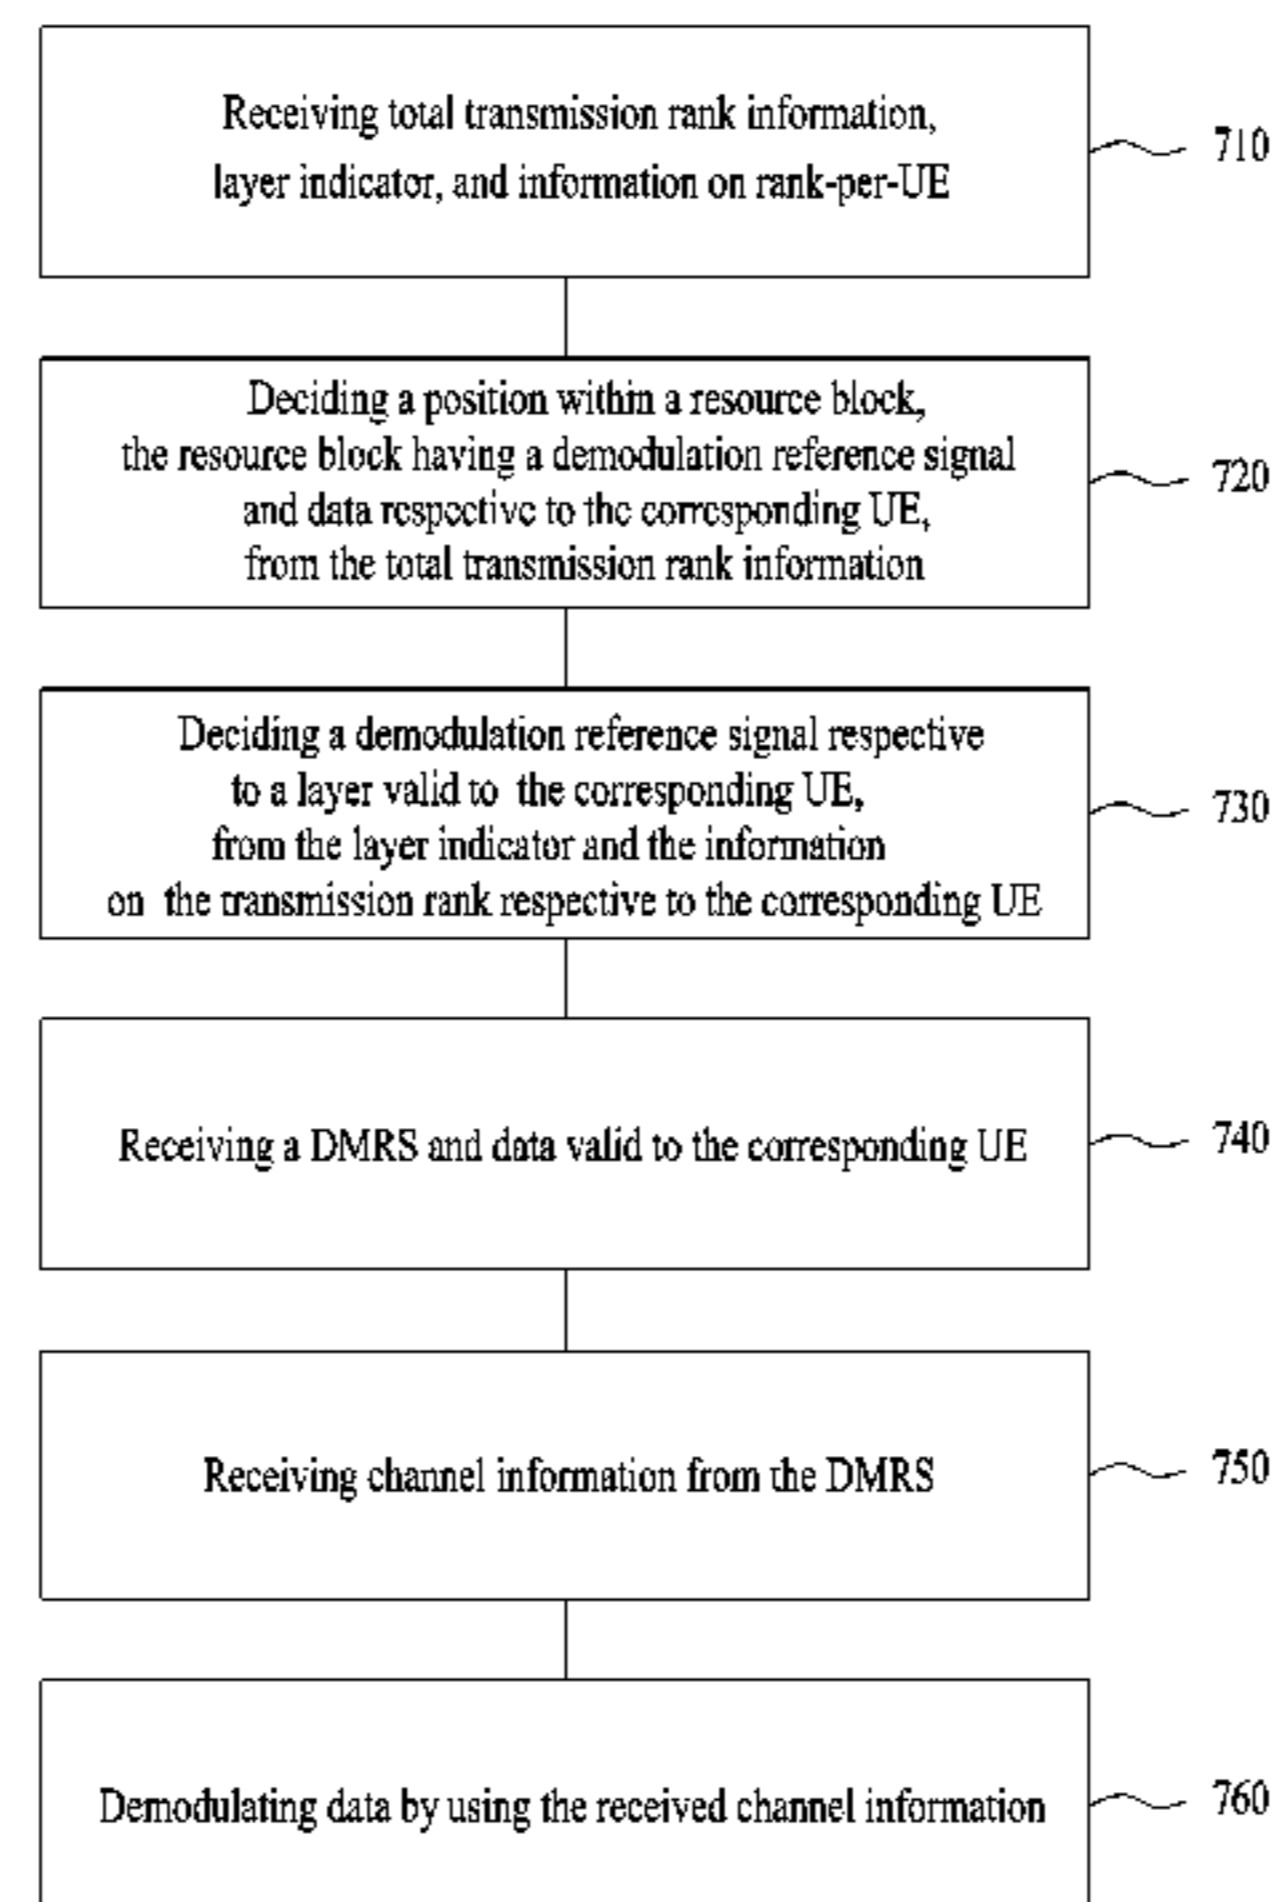 Receiving total transmission rank information,
layer indicator, and information on rank-per-UE
710
Deciding a position within a resource block,
the resource block having a demodulation reference signal
and data respective to the corresponding UE,
from the total transmission rank information
720
Deciding a demodulation reference signal respective
to a layer valid to the corresponding UE,
from the layer indicator and the information
on the transmission rank respective to the corresponding UE
730
Receiving a DMRS and data valid to the corresponding UE
740
Receiving channel information from the DMRS
750
Demodulating data by using the received channel information
760